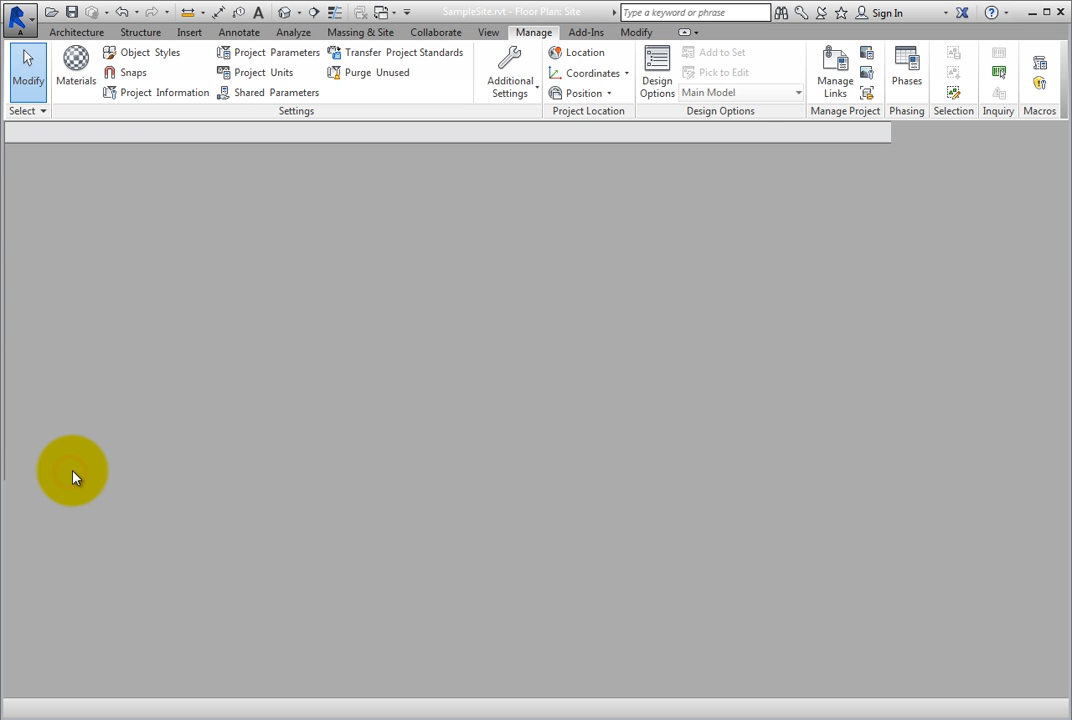 SampleSite.rvt - Floor Plan: Site
Type a keyword or phrase
Sign In
A
Architecture Structure Insert Annotate Analyze Massing & Site Collaborate View Manage Add-Ins Modify
Modify
Materials
Object Styles
Snaps
Project Information
Project Parameters
Project Units
Shared Parameters
Transfer Project Standards
Purge Unused
Additional
Settings
Location
Coordinates
Position
Design
Options
Add to Set
Pick to Edit
Main Model
Manage
Links
Phases
Select Settings Project Location Design Options Manage Project Phasing Selection Inquiry Macros